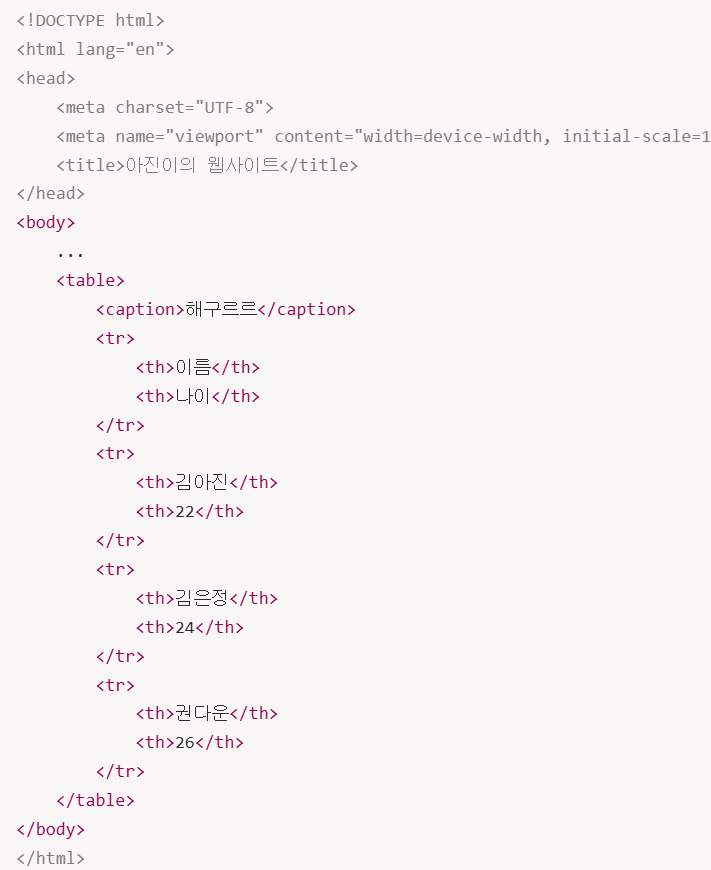 <!DOCTYPE html>
<html lang="en">
<head>
    <meta charset="UTF-8">
    <meta name="viewport" content="width=device-width, initial-scale=1
    <title>아진이의 웹사이트</title>
</head>
<body>
    ...
    <table>
        <caption>해구르르</caption>
        <tr>
            <th>이름</th>
            <th>나이</th>
        </tr>
        <tr>
            <th>김아진</th>
            <th>22</th>
        </tr>
        <tr>
            <th>김은정</th>
            <th>24</th>
        </tr>
        <tr>
            <th>권다운</th>
            <th>26</th>
        </tr>
    </table>
</body>
</html>